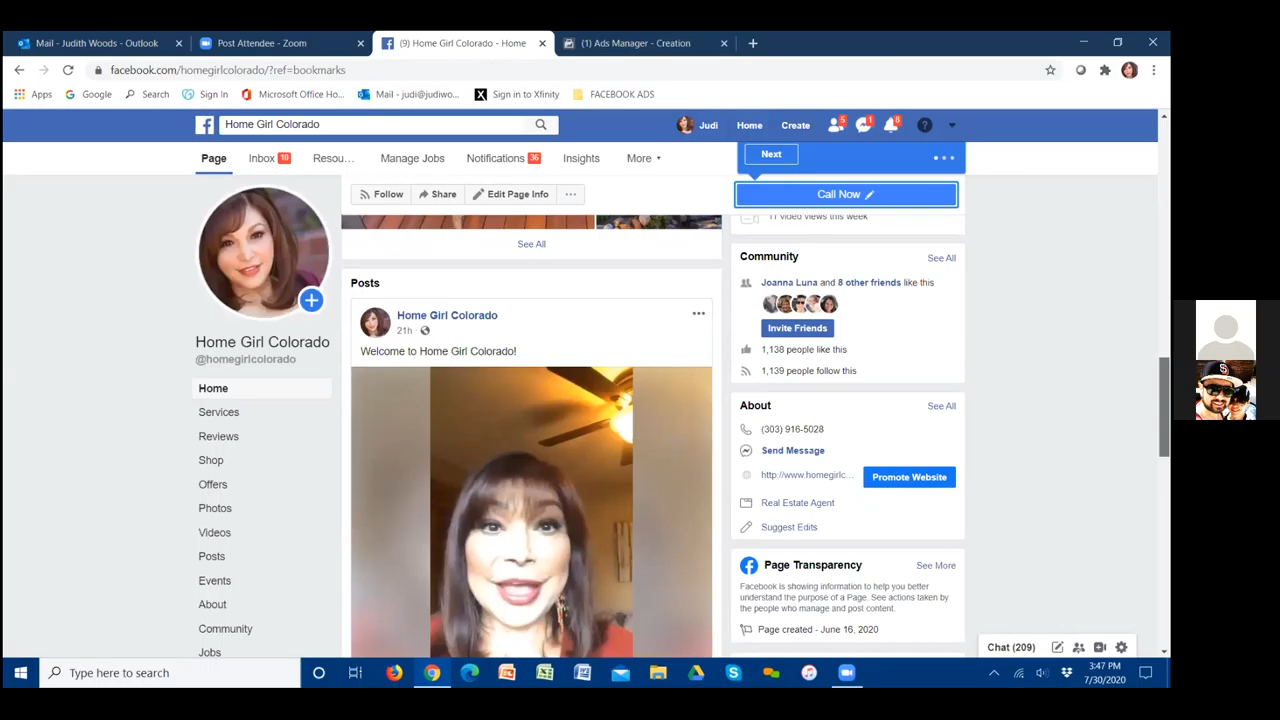 Mail - Judith Woods - Outlook
Post Attendee - Zoom
(9) Home Girl Colorado - Home
(1) Ads Manager - Creation
facebook.com/homegirlcolorado/?ref=bookmarks
Apps
Google
Search
Sign In
Microsoft Office Ho...
Mail - judi@judiwo...
Sign in to Xfinity
FACEBOOK ADS
Home Girl Colorado
Judi
Home
Create
5
1
8
Page
Inbox 10
Resou...
Manage Jobs
Notifications 36
Insights
More
Next
Follow
Share
Edit Page Info
Call Now
11 video views this week
See All
Home Girl Colorado
@homegirlcolorado
Home
Services
Reviews
Shop
Offers
Photos
Videos
Posts
Events
About
Community
Jobs
Posts
Home Girl Colorado
21h
Welcome to Home Girl Colorado!
Community
See All
Joanna Luna and 8 other friends like this
Invite Friends
1,138 people like this
1,139 people follow this
About
See All
(303) 916-5028
Send Message
http://www.homegirlc...
Promote Website
Real Estate Agent
Suggest Edits
Page Transparency
See More
Facebook is showing information to help you better
understand the purpose of a Page. See actions taken
by the people who manage and post content.
Page created - June 16, 2020
Chat (209)
Type here to search
3:47 PM
7/30/2020